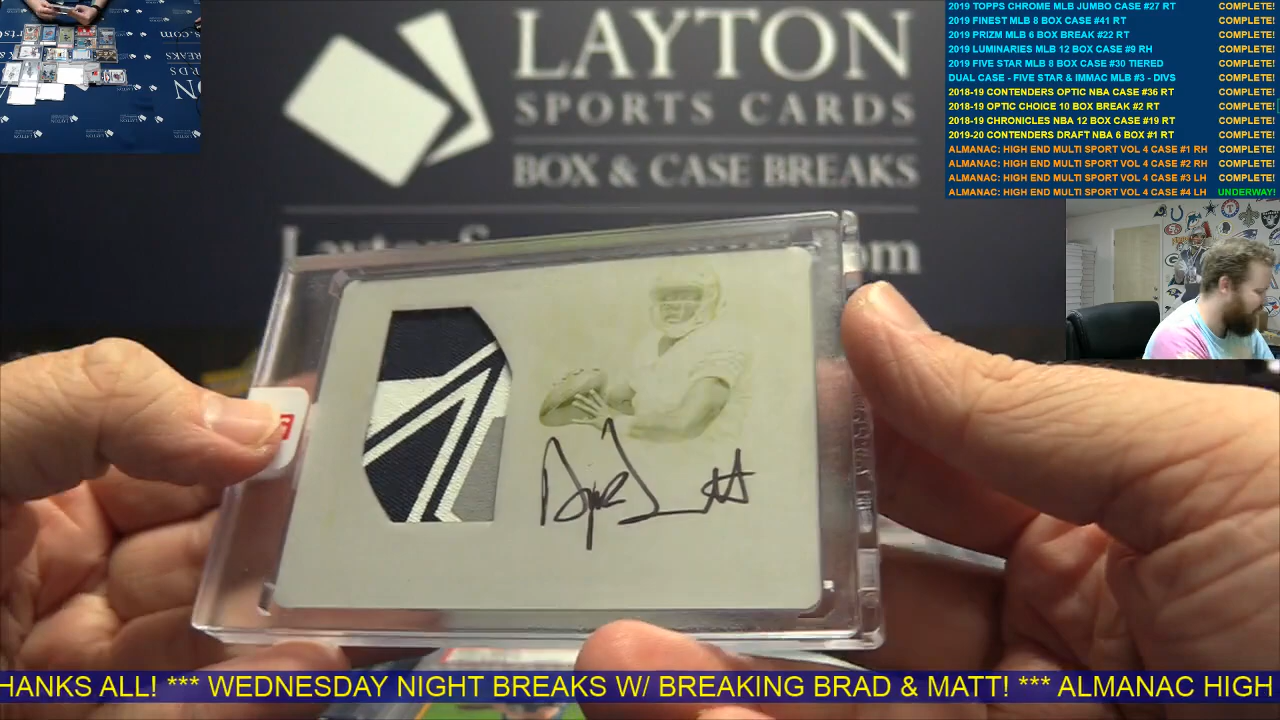 2019 TOPPS CHROME MLB JUMBO CASE #27 RT COMPLETE!
2019 FINEST MLB 8 BOX CASE #41 RT COMPLETE!
2019 PRIZM MLB 6 BOX BREAK #22 RT COMPLETE!
2019 LUMINARIES MLB 12 BOX CASE #9 RH COMPLETE!
2019 FIVE STAR MLB 8 BOX CASE #30 TIERED COMPLETE!
DUAL CASE - FIVE STAR & IMMAC MLB #3 - DIVS COMPLETE!
2018-19 CONTENDERS OPTIC NBA CASE #36 RT COMPLETE!
2018-19 OPTIC CHOICE 10 BOX BREAK #2 RT COMPLETE!
2018-19 CHRONICLES NBA 12 BOX CASE #19 RT COMPLETE!
2019-20 CONTENDERS DRAFT NBA 6 BOX #1 RT COMPLETE!
ALMANAC: HIGH END MULTI SPORT VOL 4 CASE #1 RH COMPLETE!
ALMANAC: HIGH END MULTI SPORT VOL 4 CASE #2 RH COMPLETE!
ALMANAC: HIGH END MULTI SPORT VOL 4 CASE #3 LH COMPLETE!
ALMANAC: HIGH END MULTI SPORT VOL 4 CASE #4 LH UNDERWAY!
LAYTON
SPORTS CARDS
BOX & CASE BREAKS
om
HANKS ALL! *** WEDNESDAY NIGHT BREAKS W/ BREAKING BRAD & MATT! *** ALMANAC HIGH